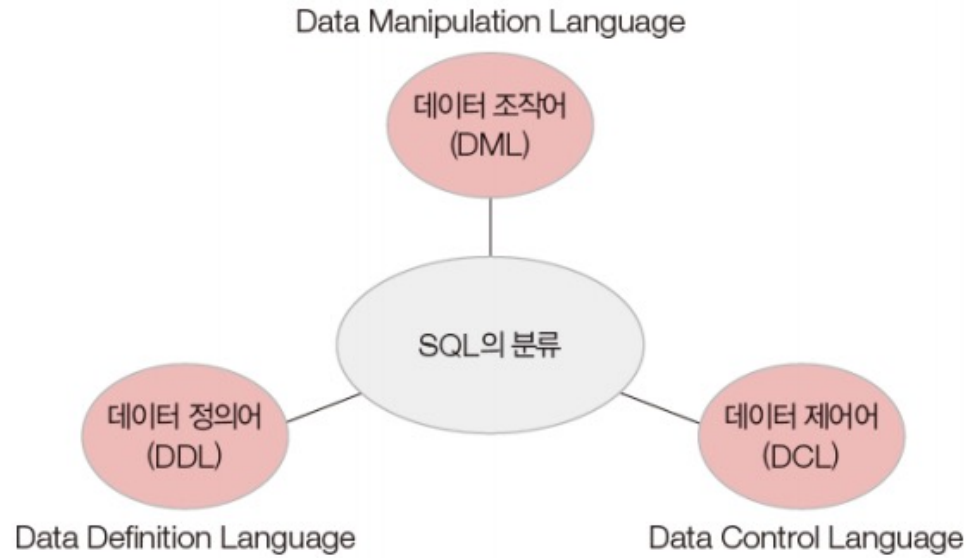 Data Manipulation Language
데이터 조작어
(DML)
SQL의 분류
데이터 정의어
(DDL)
데이터 제어어
(DCL)
Data Definition Language
Data Control Language